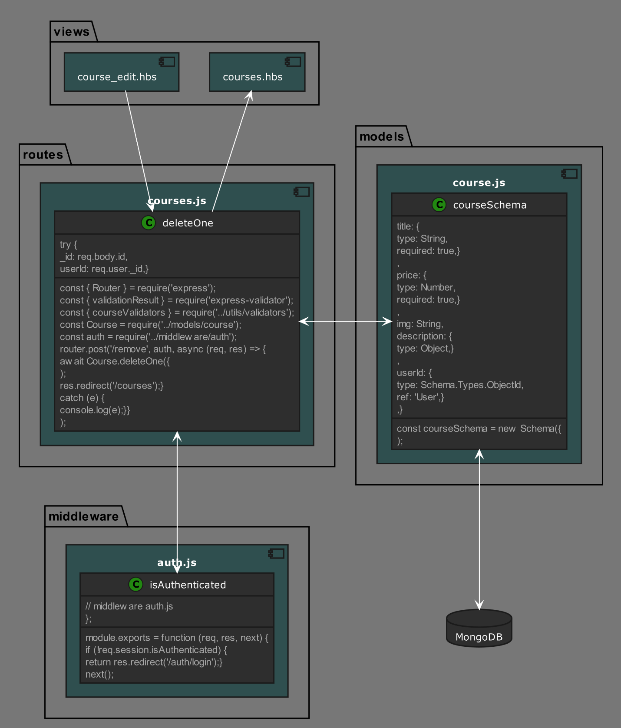 views
course_edit.hbs
courses.hbs
routes
courses.js
C deleteOne
try {
_id: req.body.id,
userId: req.user._id,}
const { Router } = require('express');
const { validationResult } = require('express-validator');
const { courseValidators } = require('../utils/validators');
const Course = require('../models/course');
const auth = require('../middleware/auth');
router.post('/remove', auth, async (req, res) => {
await Course.deleteOne({
);
res.redirect('/courses');}
catch (e) {
console.log(e);}}
);
models
course.js
C courseSchema
title: {
type: String,
required: true,}
,
price: {
type: Number,
required: true,}
,
img: String,
description: {
type: Object,}
,
userId: {
type: Schema.Types.ObjectId,
ref: 'User',}
,}
const courseSchema = new Schema({
);
middleware
auth.js
C isAuthenticated
// middleware auth.js
};
module.exports = function (req, res, next) {
if (!req.session.isAuthenticated) {
return res.redirect('/auth/login');}
next();
MongoDB